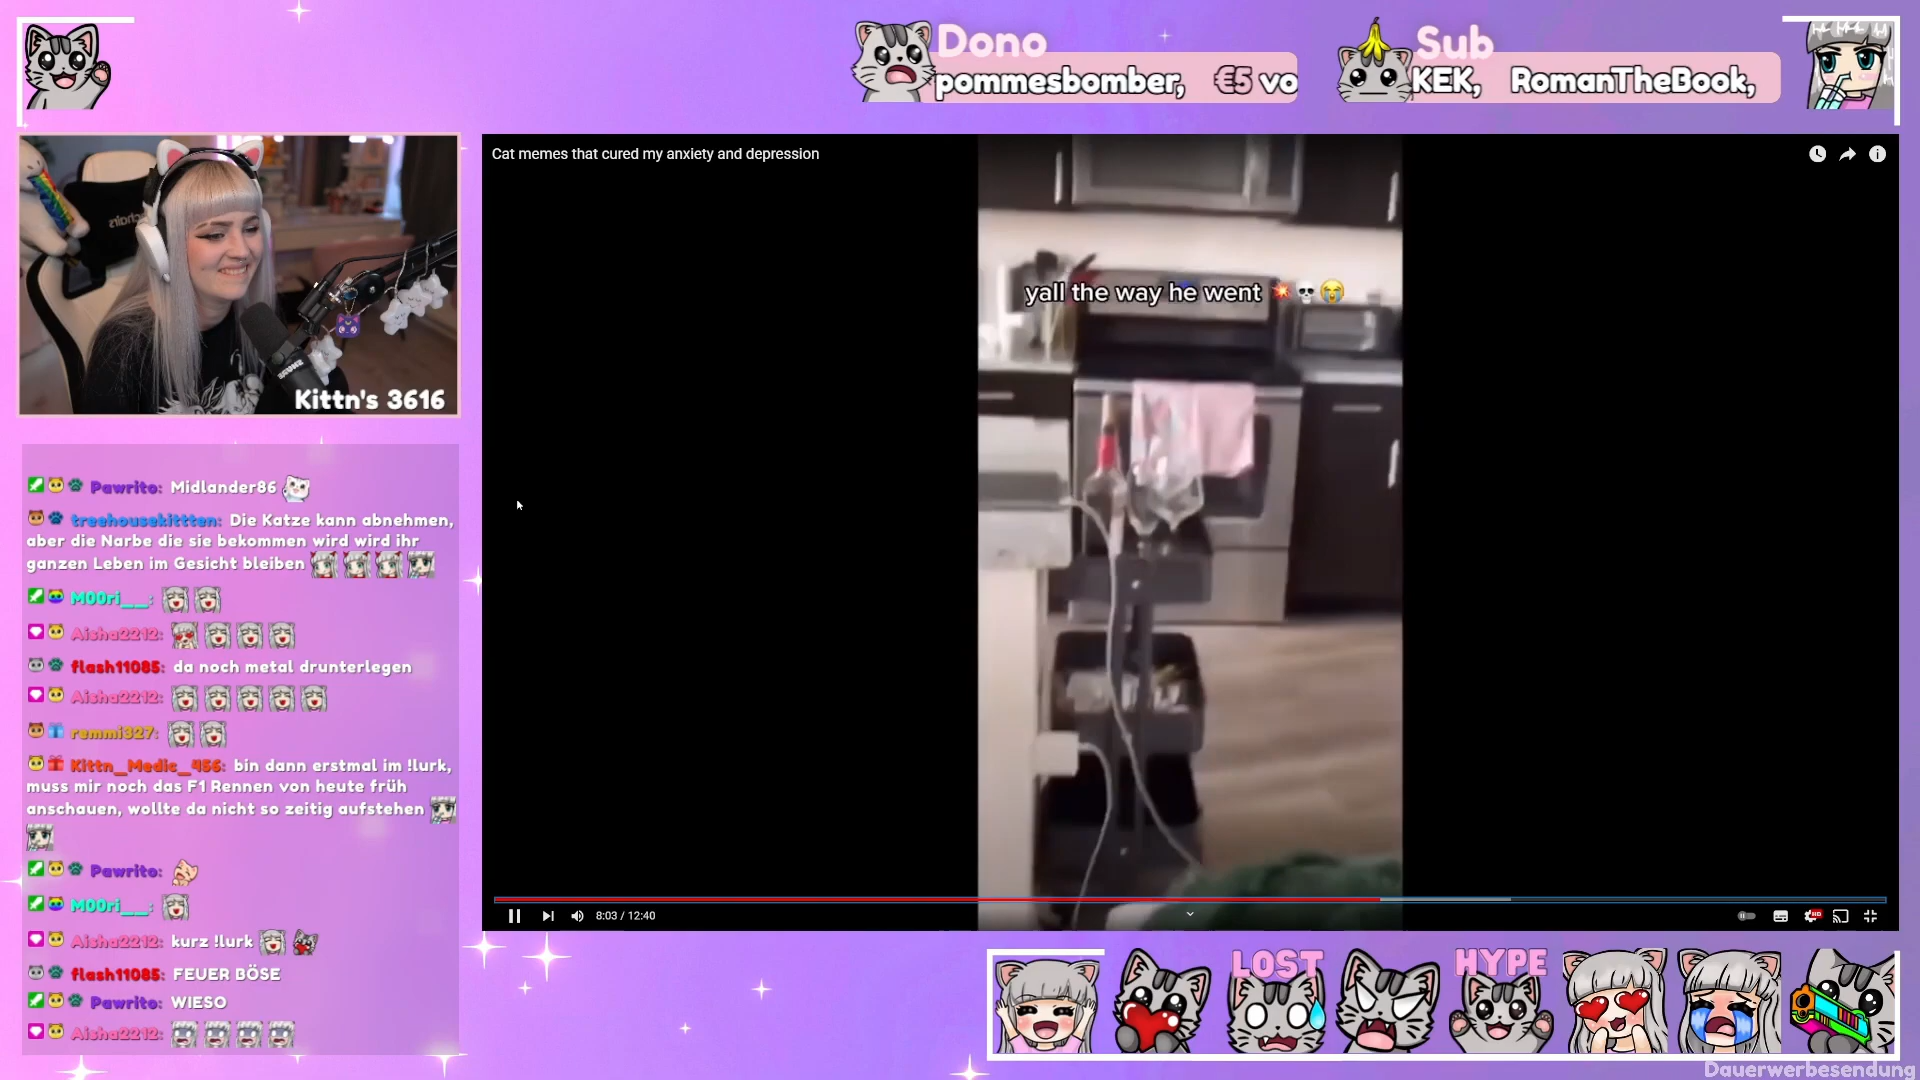 Dono
pommesbomber, €5 vo
Sub
KEK, RomanTheBook,
Kittn's 3616
Cat memes that cured my anxiety and depression
yall the way he went 💥💀😭
Pawrito: Midlander86
treehousekittten: Die Katze kann abnehmen,
aber die Narbe die sie bekommen wird wird ihr
ganzen Leben im Gesicht bleiben
M00ri__:
Aisha2212:
flash11085: da noch metal drunterlegen
Aisha2212:
remmi327:
Kittn_Medic_456: bin dann erstmal im !lurk,
muss mir noch das F1 Rennen von heute früh
anschauen, wollte da nicht so zeitig aufstehen
Pawrito:
M00ri__:
Aisha2212: kurz !lurk
flash11085: FEUER BÖSE
Pawrito: WIESO
Aisha2212:
8:03 / 12:40
HD
LOST
HYPE
Dauerwerbesendung